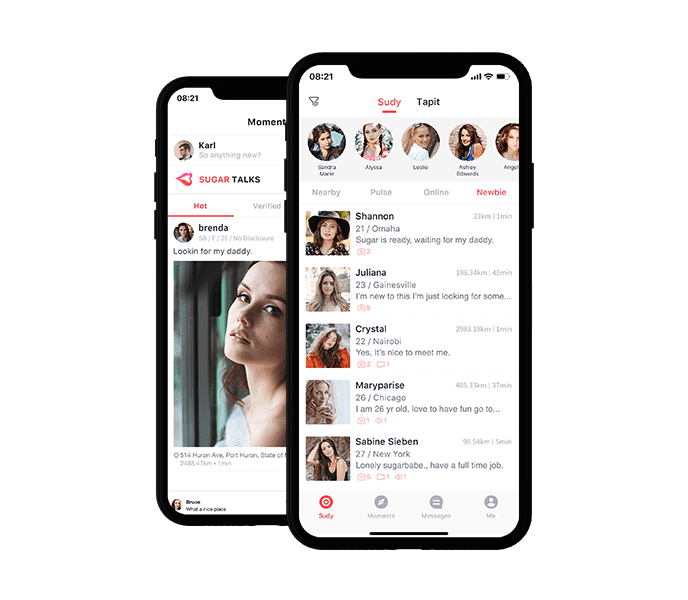 08:21
Moment
Karl
So anything new?
SUGAR TALKS
Hot
Verified
brenda
SB / F / 26 / No Disclosure
Lookin for my daddy.
514 Huron Ave, Port Huron, State of M
2488.47km • 1min
Bruce
What a nice place
08:21
Sudy
Tapit
Sandra
Marie
Alyssa
Leslie
Ashley
Edwards
Angel
Nearby
Pulse
Online
Newbie
Shannon
23km | 1min
21 / Omaha
Sugar is ready, waiting for my daddy.
2
Juliana
198.34km | 46min
23 / Gainesville
I'm new to this I'm just looking for some...
6
Crystal
2983.18km | 1min
22 / Nairobi
Yes, It's nice to meet me.
2 1
Maryparise
485.33km | 37min
26 / Chicago
I am 26 yr old, love to have fun go to...
1 1
Sabine Sieben
98.54km | 5min
27 / New York
Lonely sugarbabe., have a full time job.
5 1 1
Sudy
Moments
Messages
Me